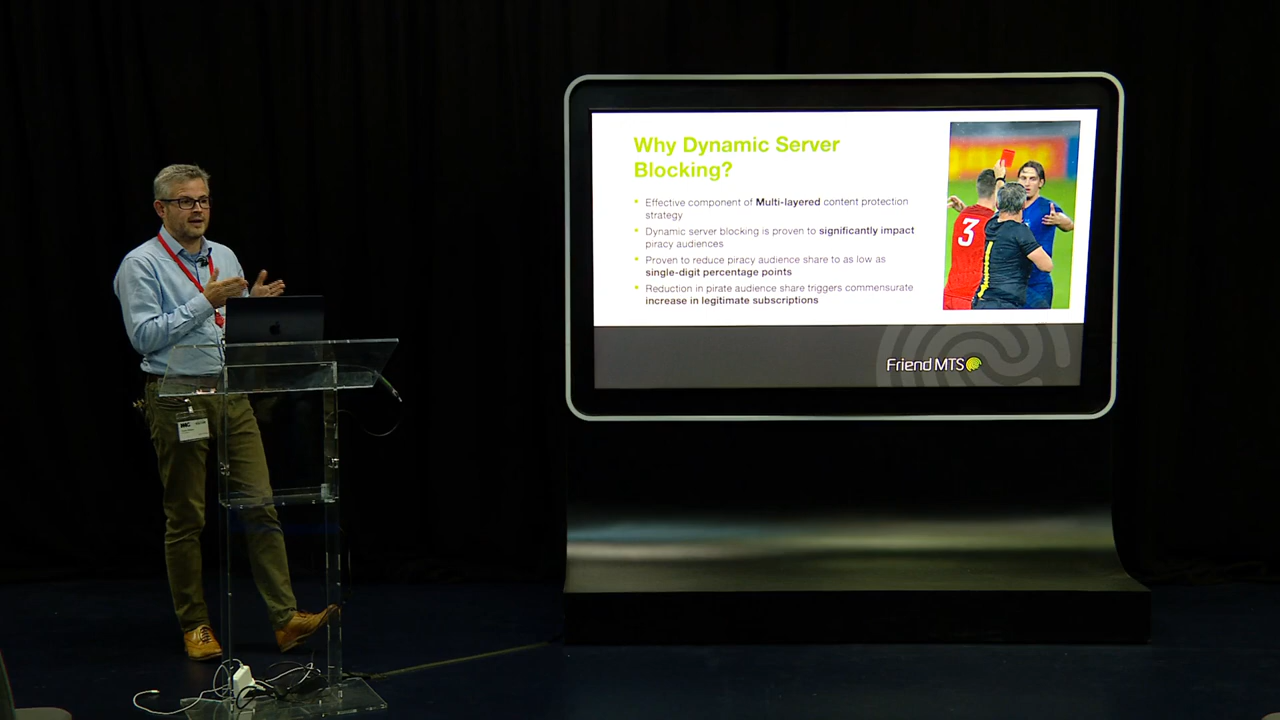 Why Dynamic Server
Blocking?
Effective component of Multi-layered content protection
strategy
Dynamic server blocking is proven to significantly impact
piracy audiences
Proven to reduce piracy audience share to as low as
single-digit percentage points
Reduction in pirate audience share triggers commensurate
increase in legitimate subscriptions
3
Friend MTS